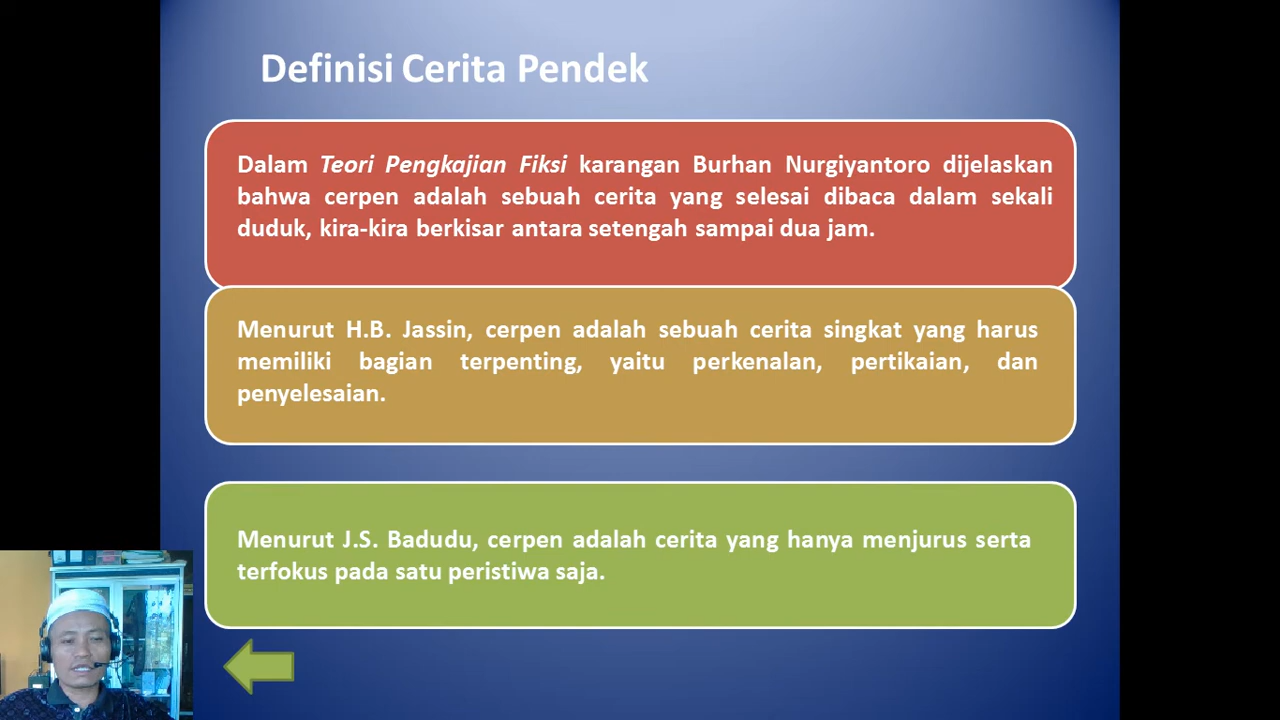 Definisi Cerita Pendek
Dalam Teori Pengkajian Fiksi karangan Burhan Nurgiyantoro dijelaskan
bahwa cerpen adalah sebuah cerita yang selesai dibaca dalam sekali
duduk, kira-kira berkisar antara setengah sampai dua jam.
Menurut H.B. Jassin, cerpen adalah sebuah cerita singkat yang harus
memiliki bagian terpenting, yaitu perkenalan, pertikaian, dan
penyelesaian.
Menurut J.S. Badudu, cerpen adalah cerita yang hanya menjurus serta
terfokus pada satu peristiwa saja.